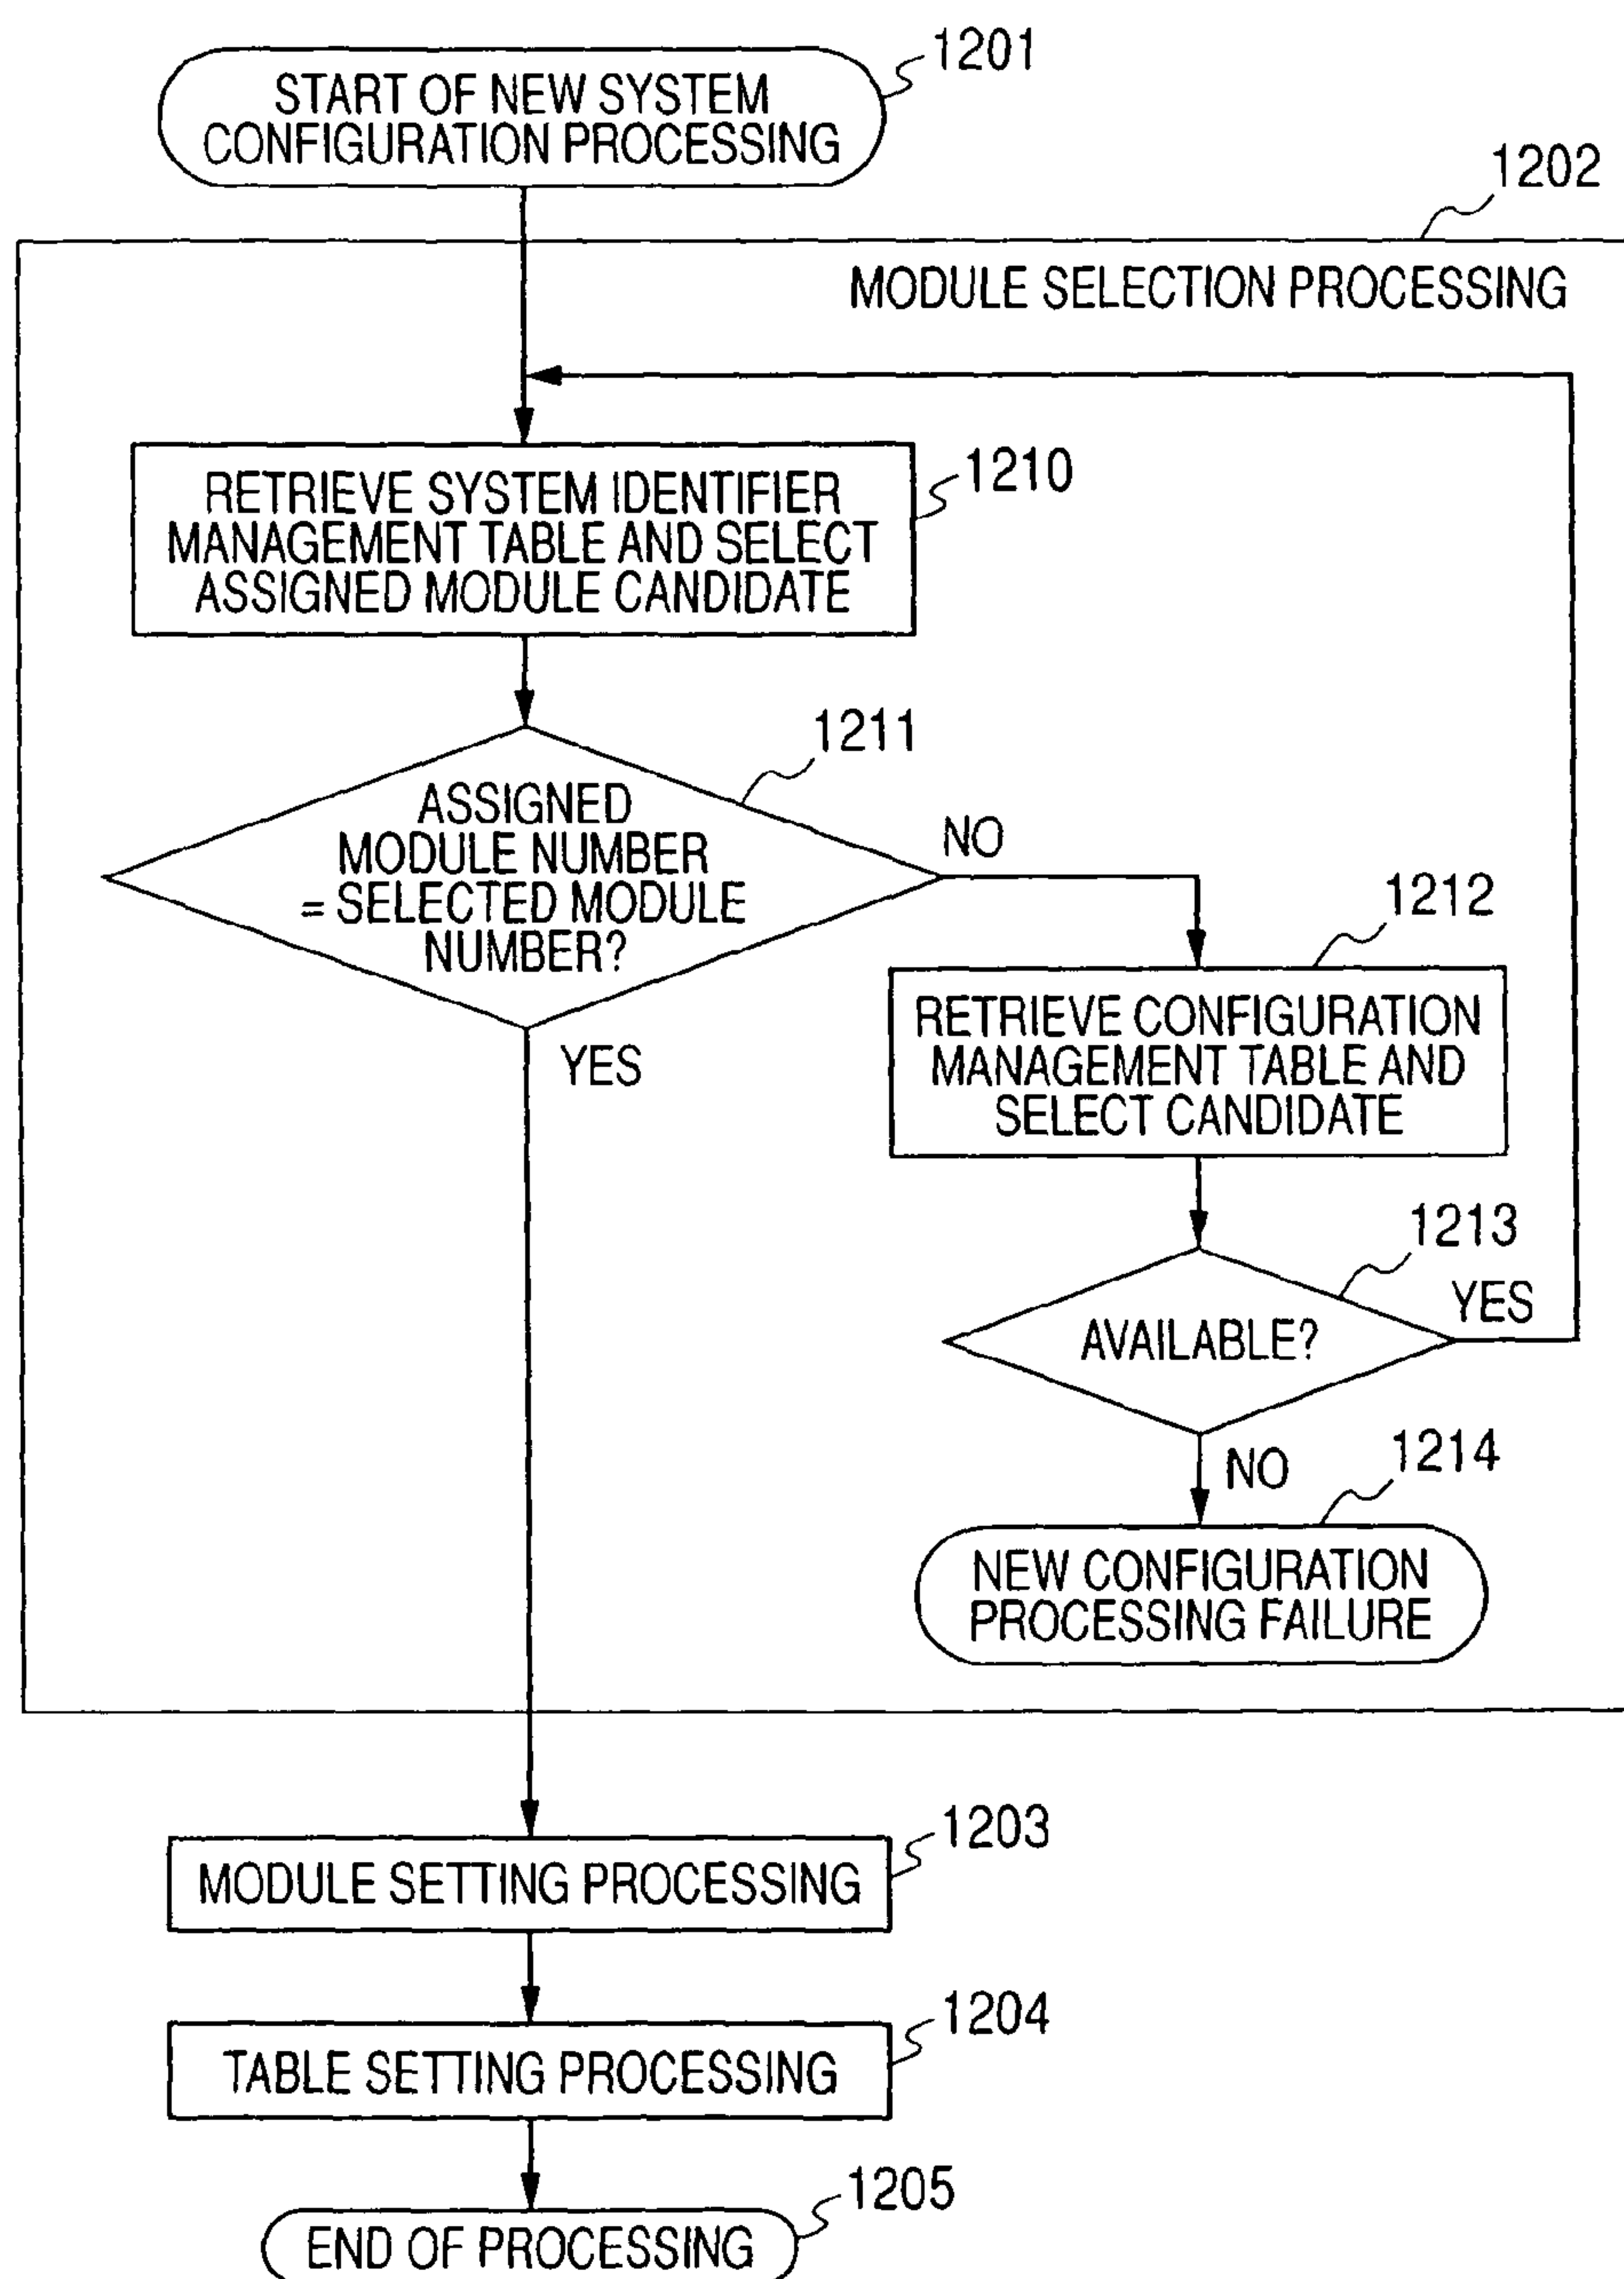 1201
START OF NEW SYSTEM
CONFIGURATION PROCESSING
1202
MODULE SELECTION PROCESSING
1210
RETRIEVE SYSTEM IDENTIFIER
MANAGEMENT TABLE AND SELECT
ASSIGNED MODULE CANDIDATE
1211
ASSIGNED
MODULE NUMBER
= SELECTED MODULE
NUMBER?
NO
YES
1212
RETRIEVE CONFIGURATION
MANAGEMENT TABLE AND
SELECT CANDIDATE
1213
AVAILABLE?
YES
NO
1214
NEW CONFIGURATION
PROCESSING FAILURE
1203
MODULE SETTING PROCESSING
1204
TABLE SETTING PROCESSING
1205
END OF PROCESSING